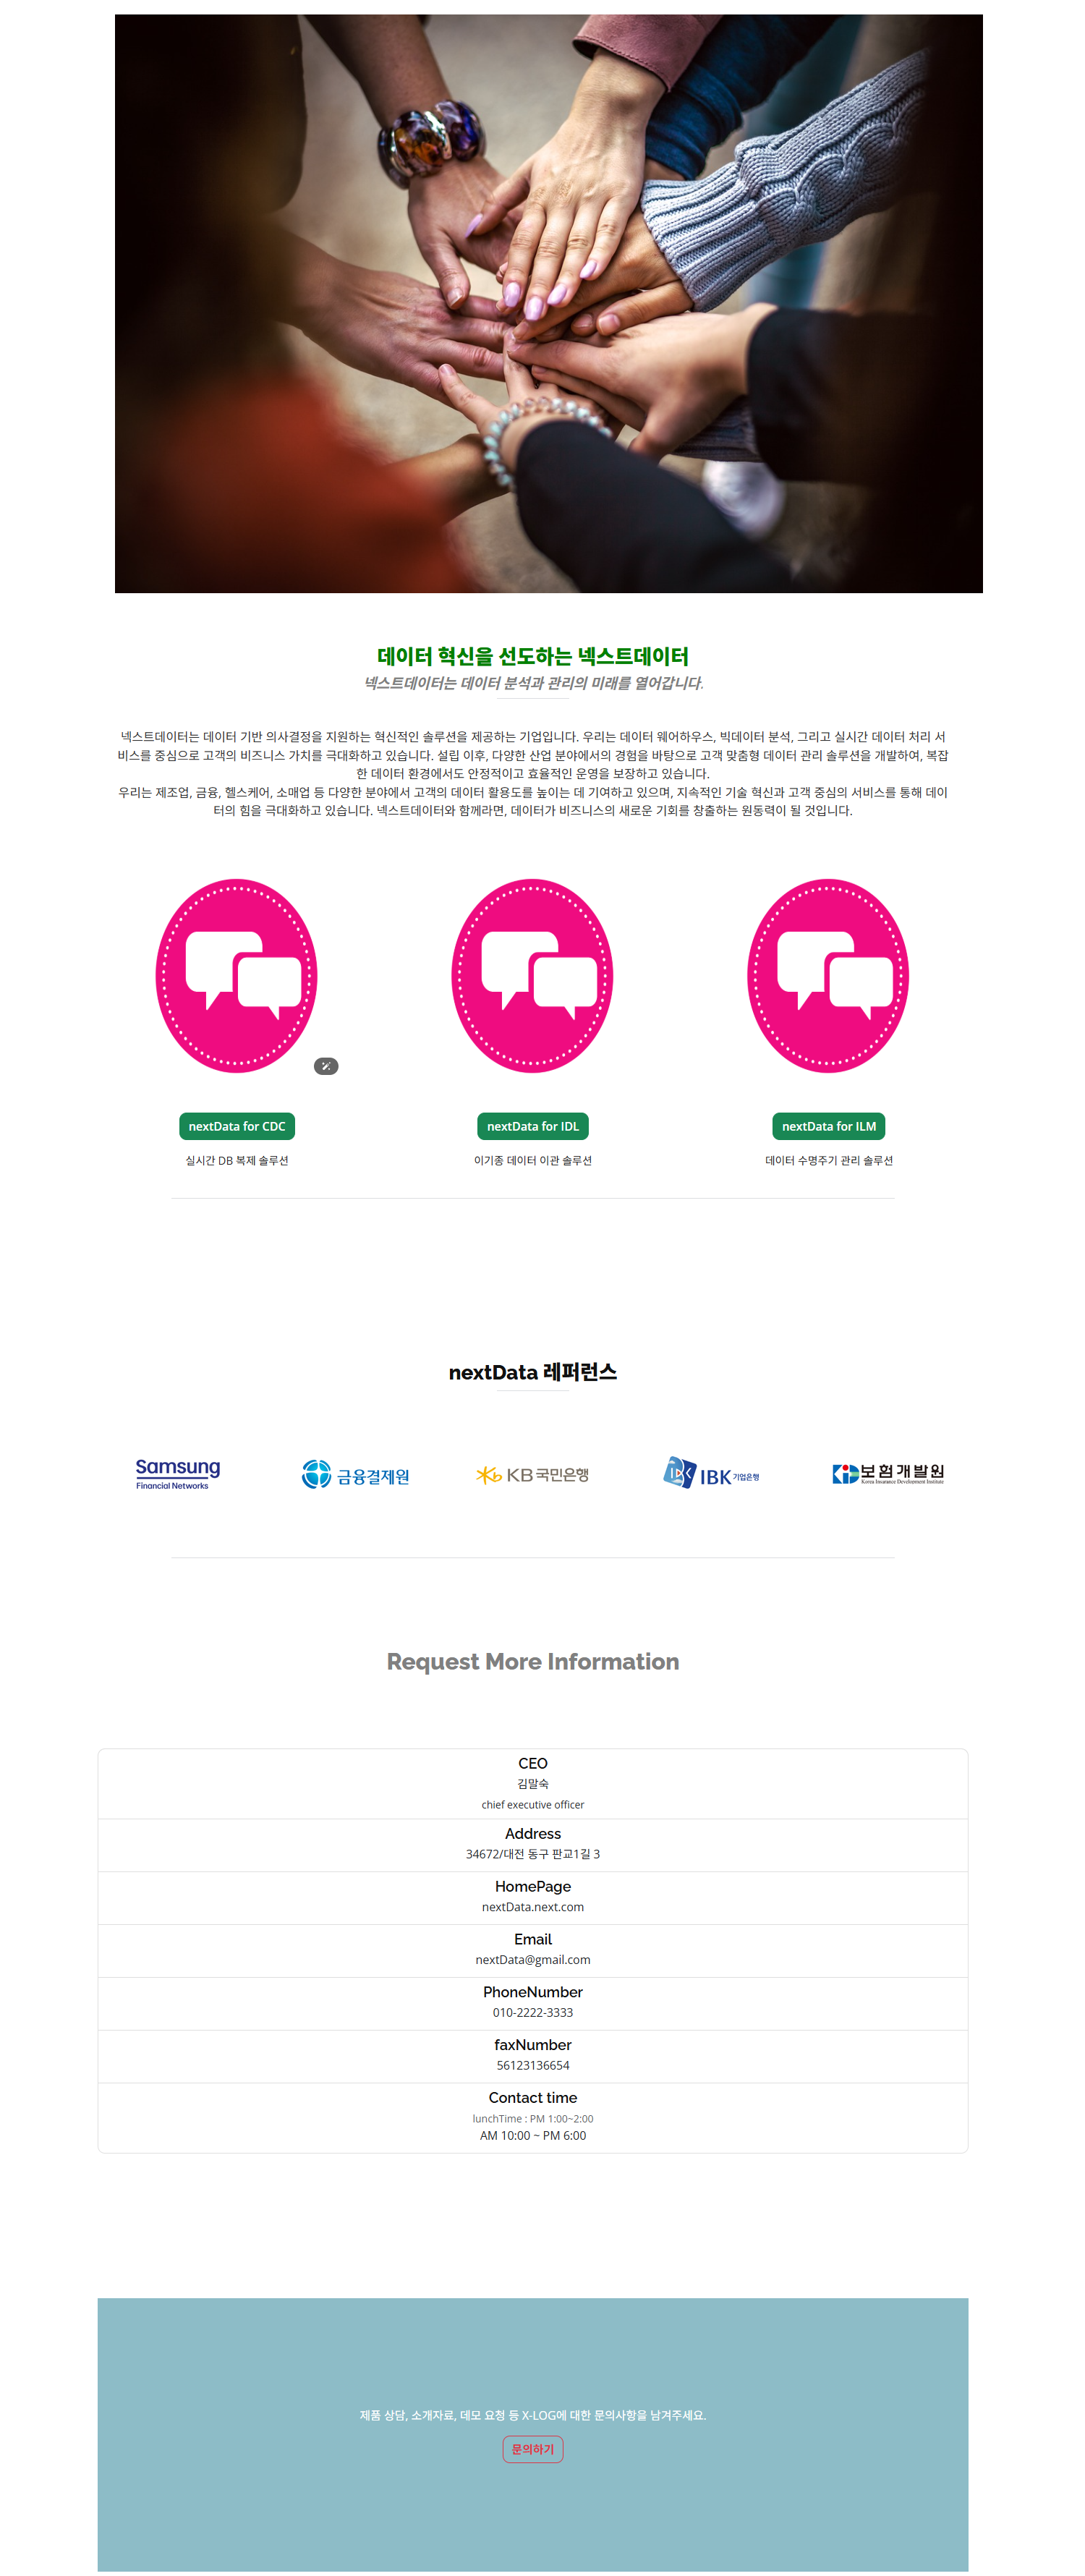 데이터 혁신을 선도하는 넥스트데이터
넥스트데이터는 데이터 분석과 관리의 미래를 열어갑니다.
넥스트데이터는 데이터 기반 의사결정을 지원하는 혁신적인 솔루션을 제공하는 기업입니다. 우리는 데이터 웨어하우스, 빅데이터 분석, 그리고 실시간 데이터 처리 서
비스를 중심으로 고객의 비즈니스 가치를 극대화하고 있습니다. 설립 이후, 다양한 산업 분야에서의 경험을 바탕으로 고객 맞춤형 데이터 관리 솔루션을 개발하여, 복잡
한 데이터 환경에서도 안정적이고 효율적인 운영을 보장하고 있습니다.
우리는 제조업, 금융, 헬스케어, 소매업 등 다양한 분야에서 고객의 데이터 활용도를 높이는 데 기여하고 있으며, 지속적인 기술 혁신과 고객 중심의 서비스를 통해 데이
터의 힘을 극대화하고 있습니다. 넥스트데이터와 함께라면, 데이터가 비즈니스의 새로운 기회를 창출하는 원동력이 될 것입니다.
nextData for CDC
nextData for IDL
nextData for ILM
실시간 DB 복제 솔루션
이기종 데이터 이관 솔루션
데이터 수명주기 관리 솔루션
nextData 레퍼런스
Samsung
Financial Networks
금융결제원
KB 국민은행
IBK 기업은행
KiDi 보험개발원
Korea Insurance Development Institute
Request More Information
CEO
김말숙
chief executive officer
Address
34672/대전 동구 판교1길 3
HomePage
nextData.next.com
Email
nextData@gmail.com
PhoneNumber
010-2222-3333
faxNumber
56123136654
Contact time
lunchTime : PM 1:00~2:00
AM 10:00 ~ PM 6:00
제품 상담, 소개자료, 데모 요청 등 X-LOG에 대한 문의사항을 남겨주세요.
문의하기